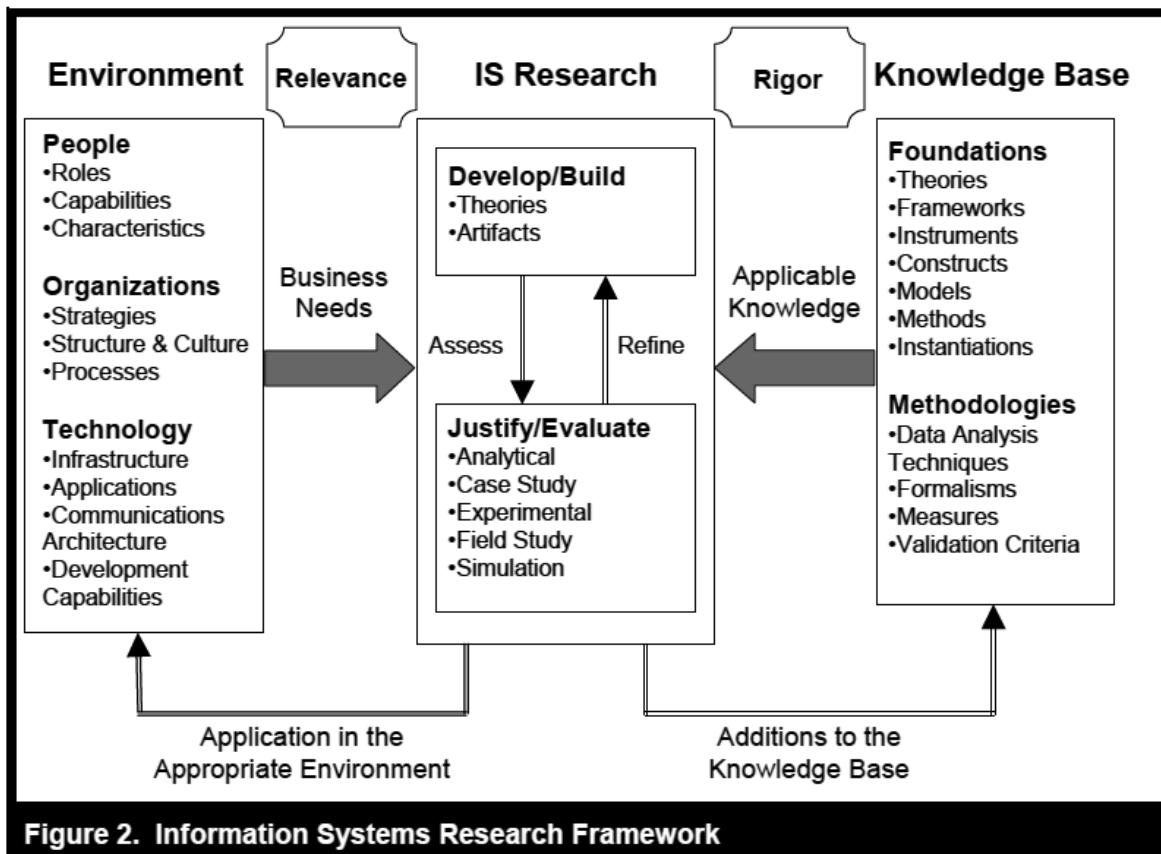 Environment
Relevance
IS Research
Rigor
Knowledge Base
People
•Roles
•Capabilities
•Characteristics
Organizations
•Strategies
•Structure & Culture
•Processes
Technology
•Infrastructure
•Applications
•Communications
Architecture
•Development
Capabilities
Business
Needs
Develop/Build
•Theories
•Artifacts
Assess
Refine
Justify/Evaluate
•Analytical
•Case Study
•Experimental
•Field Study
•Simulation
Applicable
Knowledge
Foundations
•Theories
•Frameworks
•Instruments
•Constructs
•Models
•Methods
•Instantiations
Methodologies
•Data Analysis
Techniques
•Formalisms
•Measures
•Validation Criteria
Application in the
Appropriate Environment
Additions to the
Knowledge Base
Figure 2. Information Systems Research Framework